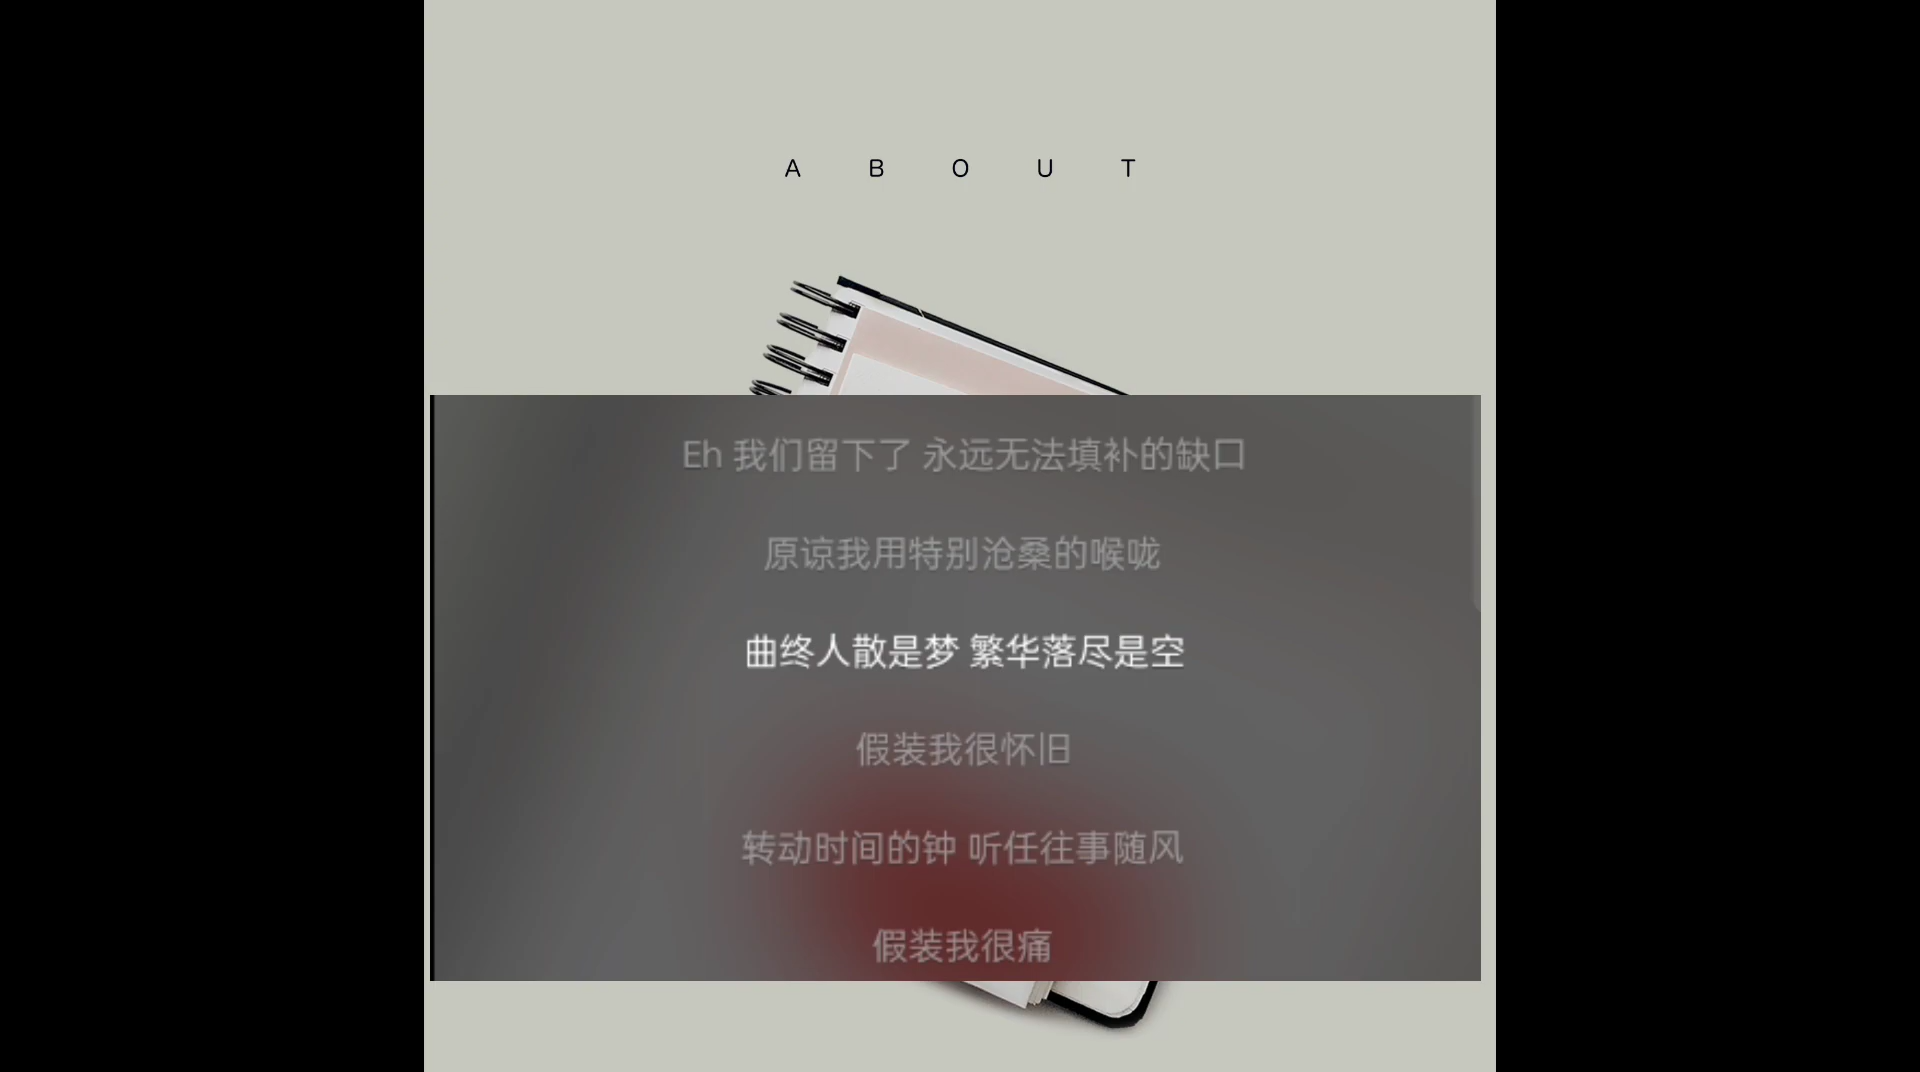 A B O U T
Eh 我们留下了 永远无法填补的缺口
原谅我用特别沧桑的喉咙
曲终人散是梦 繁华落尽是空
假装我很怀旧
转动时间的钟 听任往事随风
假装我很痛